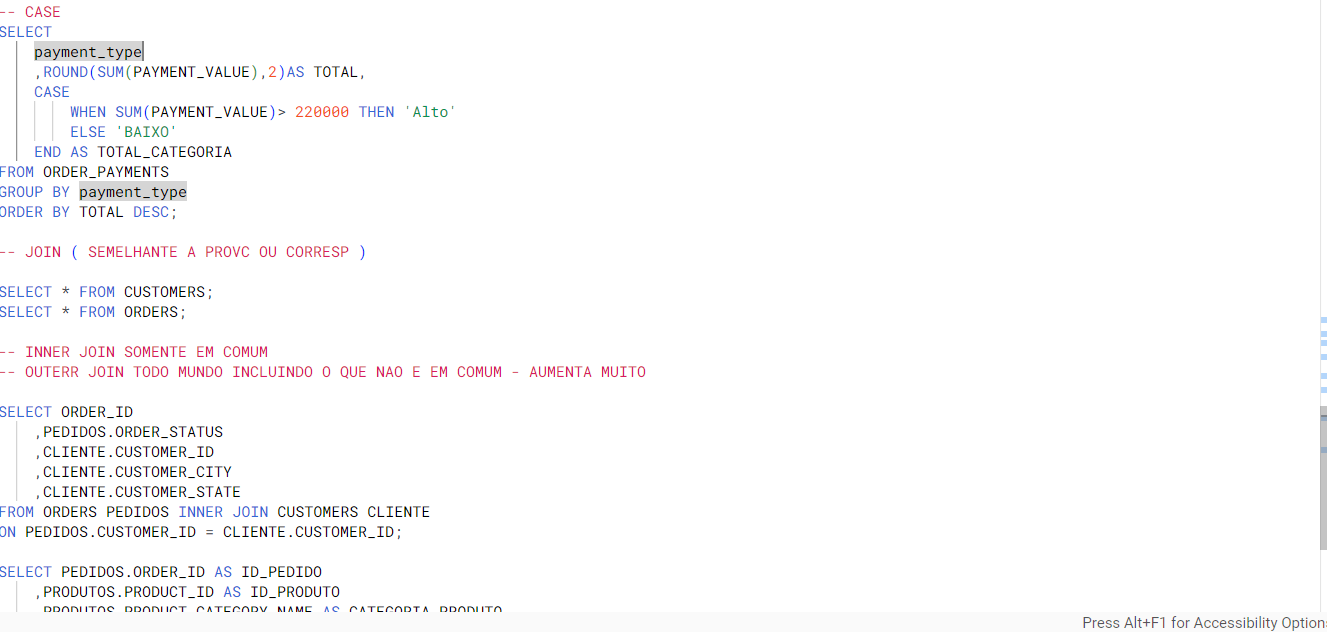 -- CASE
SELECT
payment_type
,ROUND(SUM(PAYMENT_VALUE),2)AS TOTAL,
CASE
WHEN SUM(PAYMENT_VALUE)> 220000 THEN 'Alto'
ELSE 'BAIXO'
END AS TOTAL_CATEGORIA
FROM ORDER_PAYMENTS
GROUP BY payment_type
ORDER BY TOTAL DESC;
-- JOIN ( SEMELHANTE A PROVC OU CORRESP )
SELECT * FROM CUSTOMERS;
SELECT * FROM ORDERS;
-- INNER JOIN SOMENTE EM COMUM
-- OUTERR JOIN TODO MUNDO INCLUINDO O QUE NAO E EM COMUM - AUMENTA MUITO
SELECT ORDER_ID
,PEDIDOS.ORDER_STATUS
,CLIENTE.CUSTOMER_ID
,CLIENTE.CUSTOMER_CITY
,CLIENTE.CUSTOMER_STATE
FROM ORDERS PEDIDOS INNER JOIN CUSTOMERS CLIENTE
ON PEDIDOS.CUSTOMER_ID = CLIENTE.CUSTOMER_ID;
SELECT PEDIDOS.ORDER_ID AS ID_PEDIDO
,PRODUTOS.PRODUCT_ID AS ID_PRODUTO
,PRODUTOS.PRODUCT_CATEGORY_NAME AS CATEGORIA_PRODUTO
Press Alt+F1 for Accessibility Options